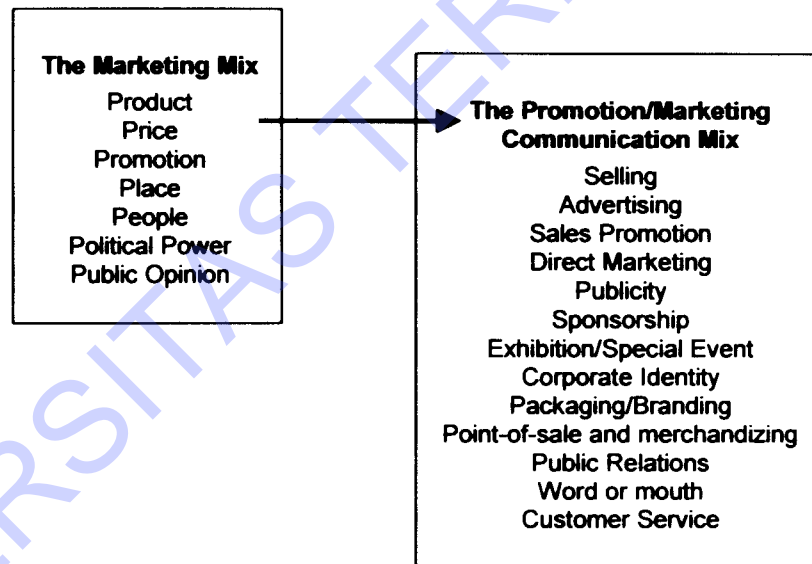 The Marketing Mix
Product
Price
Promotion
Place
People
Political Power
Public Opinion
The Promotion/Marketing
Communication Mix
Selling
Advertising
Sales Promotion
Direct Marketing
Publicity
Sponsorship
Exhibition/Special Event
Corporate Identity
Packaging/Branding
Point-of-sale and merchandizing
Public Relations
Word or mouth
Customer Service